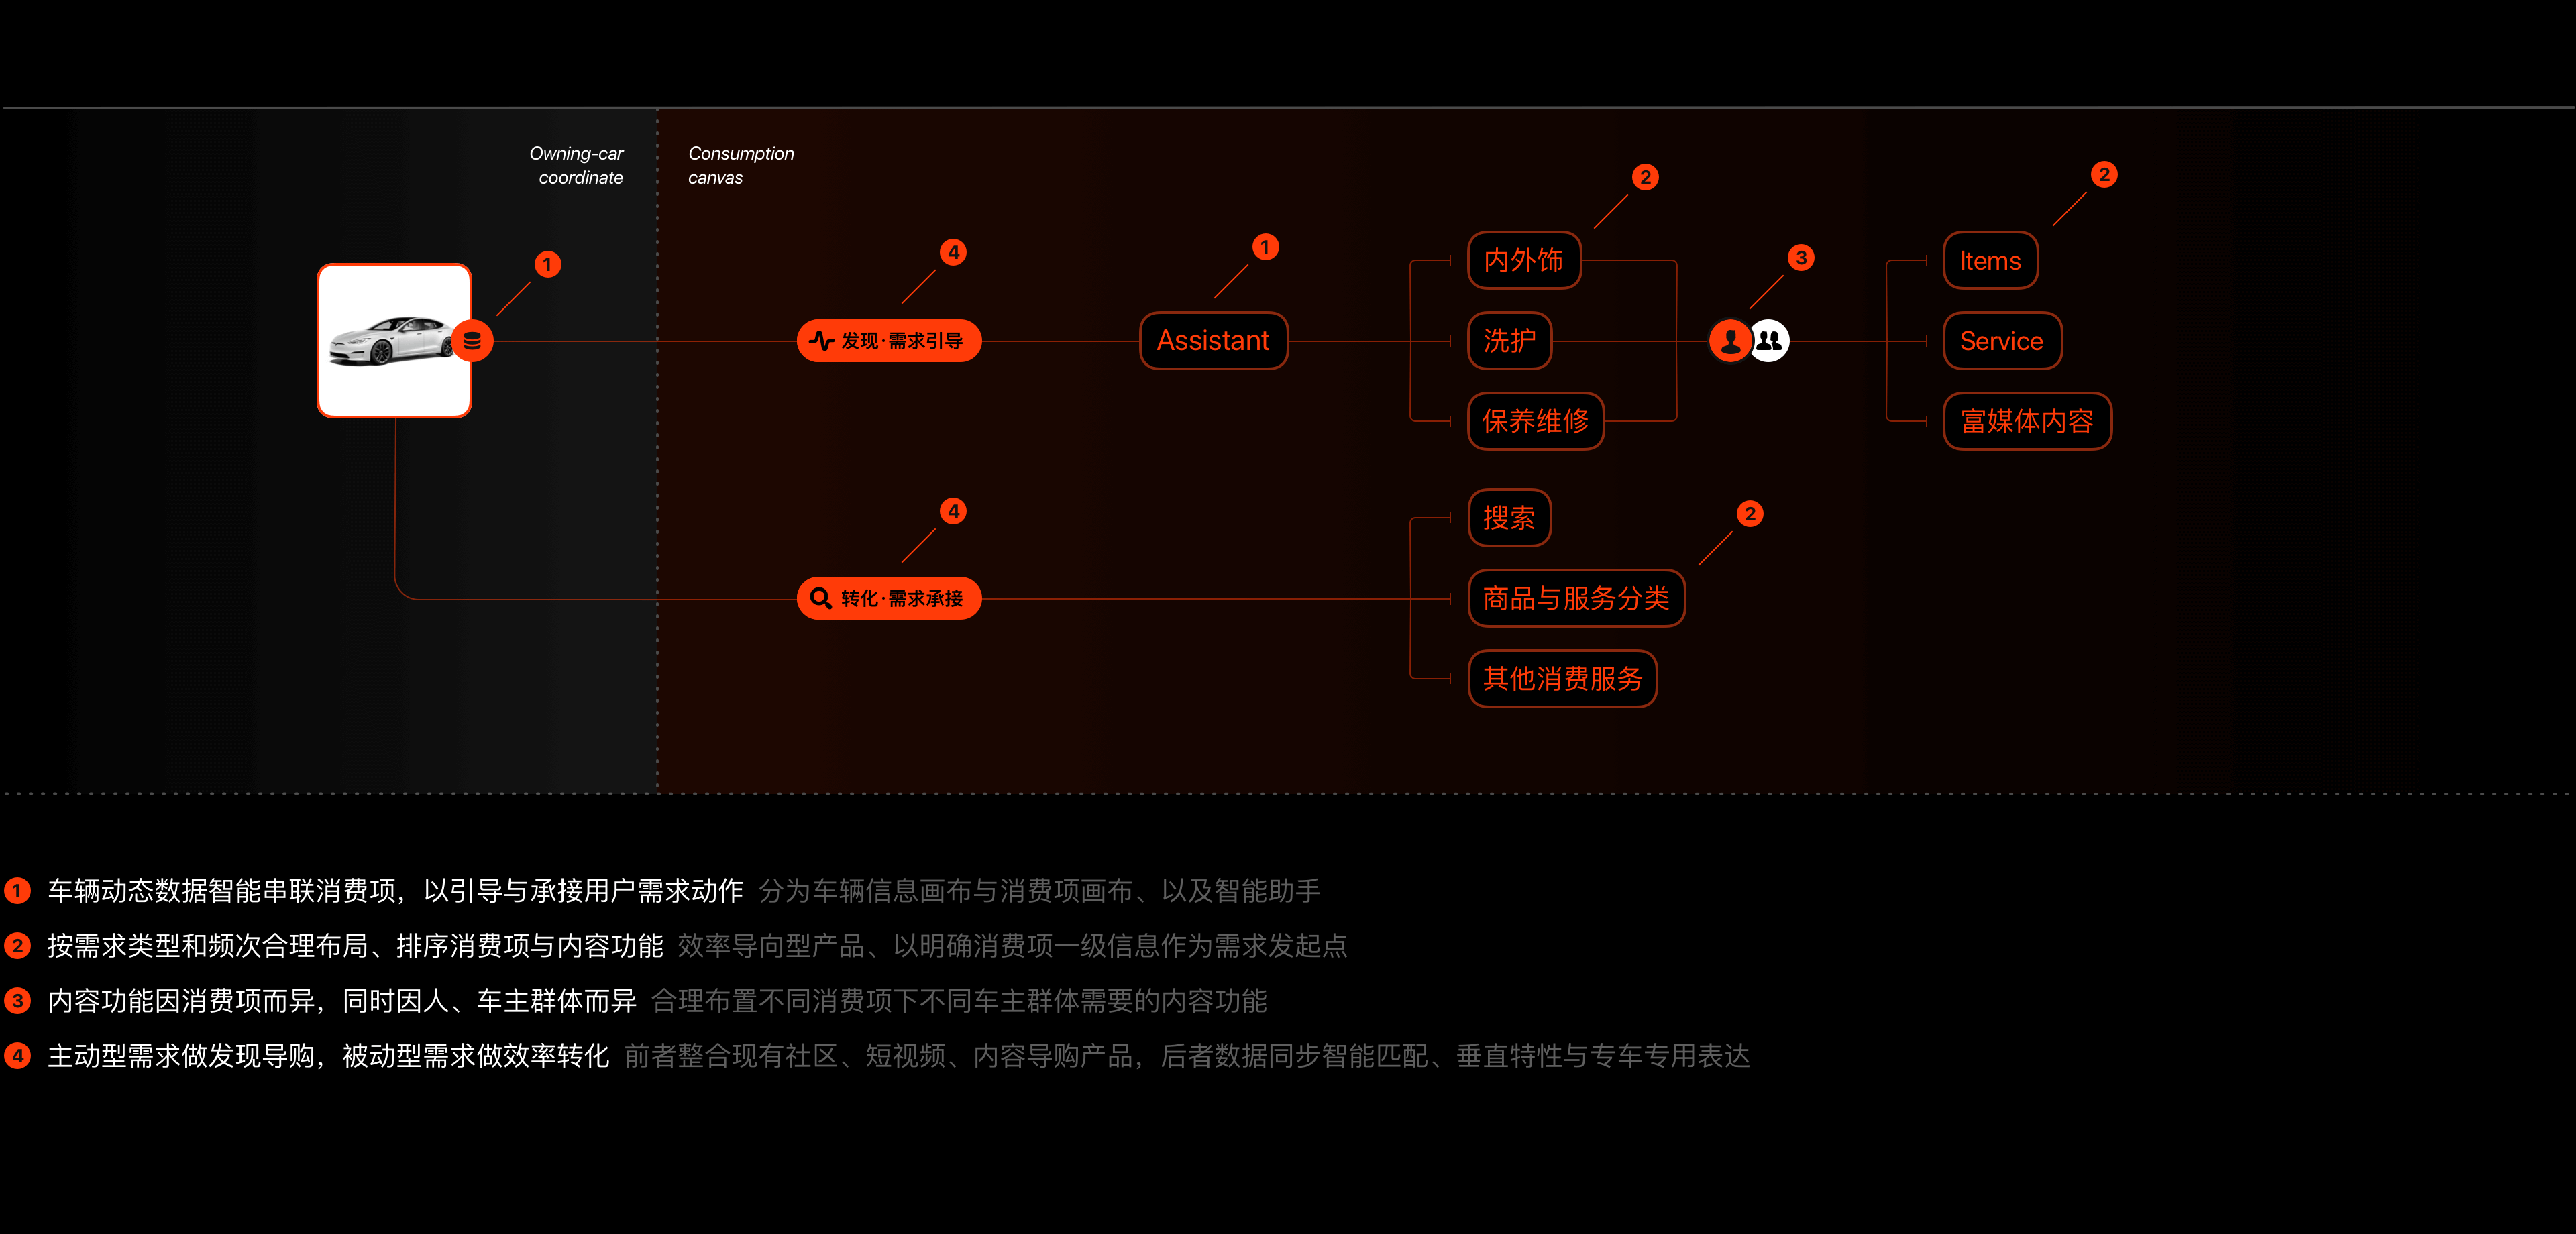 Owning-car
coordinate
Consumption
canvas
1
4
1
2
3
2
发现·需求引导
Assistant
内外饰
洗护
保养维修
Items
Service
富媒体内容
4
转化·需求承接
搜索
2
商品与服务分类
其他消费服务
1 车辆动态数据智能串联消费项，以引导与承接用户需求动作 分为车辆信息画布与消费项画布、以及智能助手
2 按需求类型和频次合理布局、排序消费项与内容功能 效率导向型产品、以明确消费项一级信息作为需求发起点
3 内容功能因消费项而异，同时因人、车主群体而异 合理布置不同消费项下不同车主群体需要的内容功能
4 主动型需求做发现导购，被动型需求做效率转化 前者整合现有社区、短视频、内容导购产品，后者数据同步智能匹配、垂直特性与专车专用表达